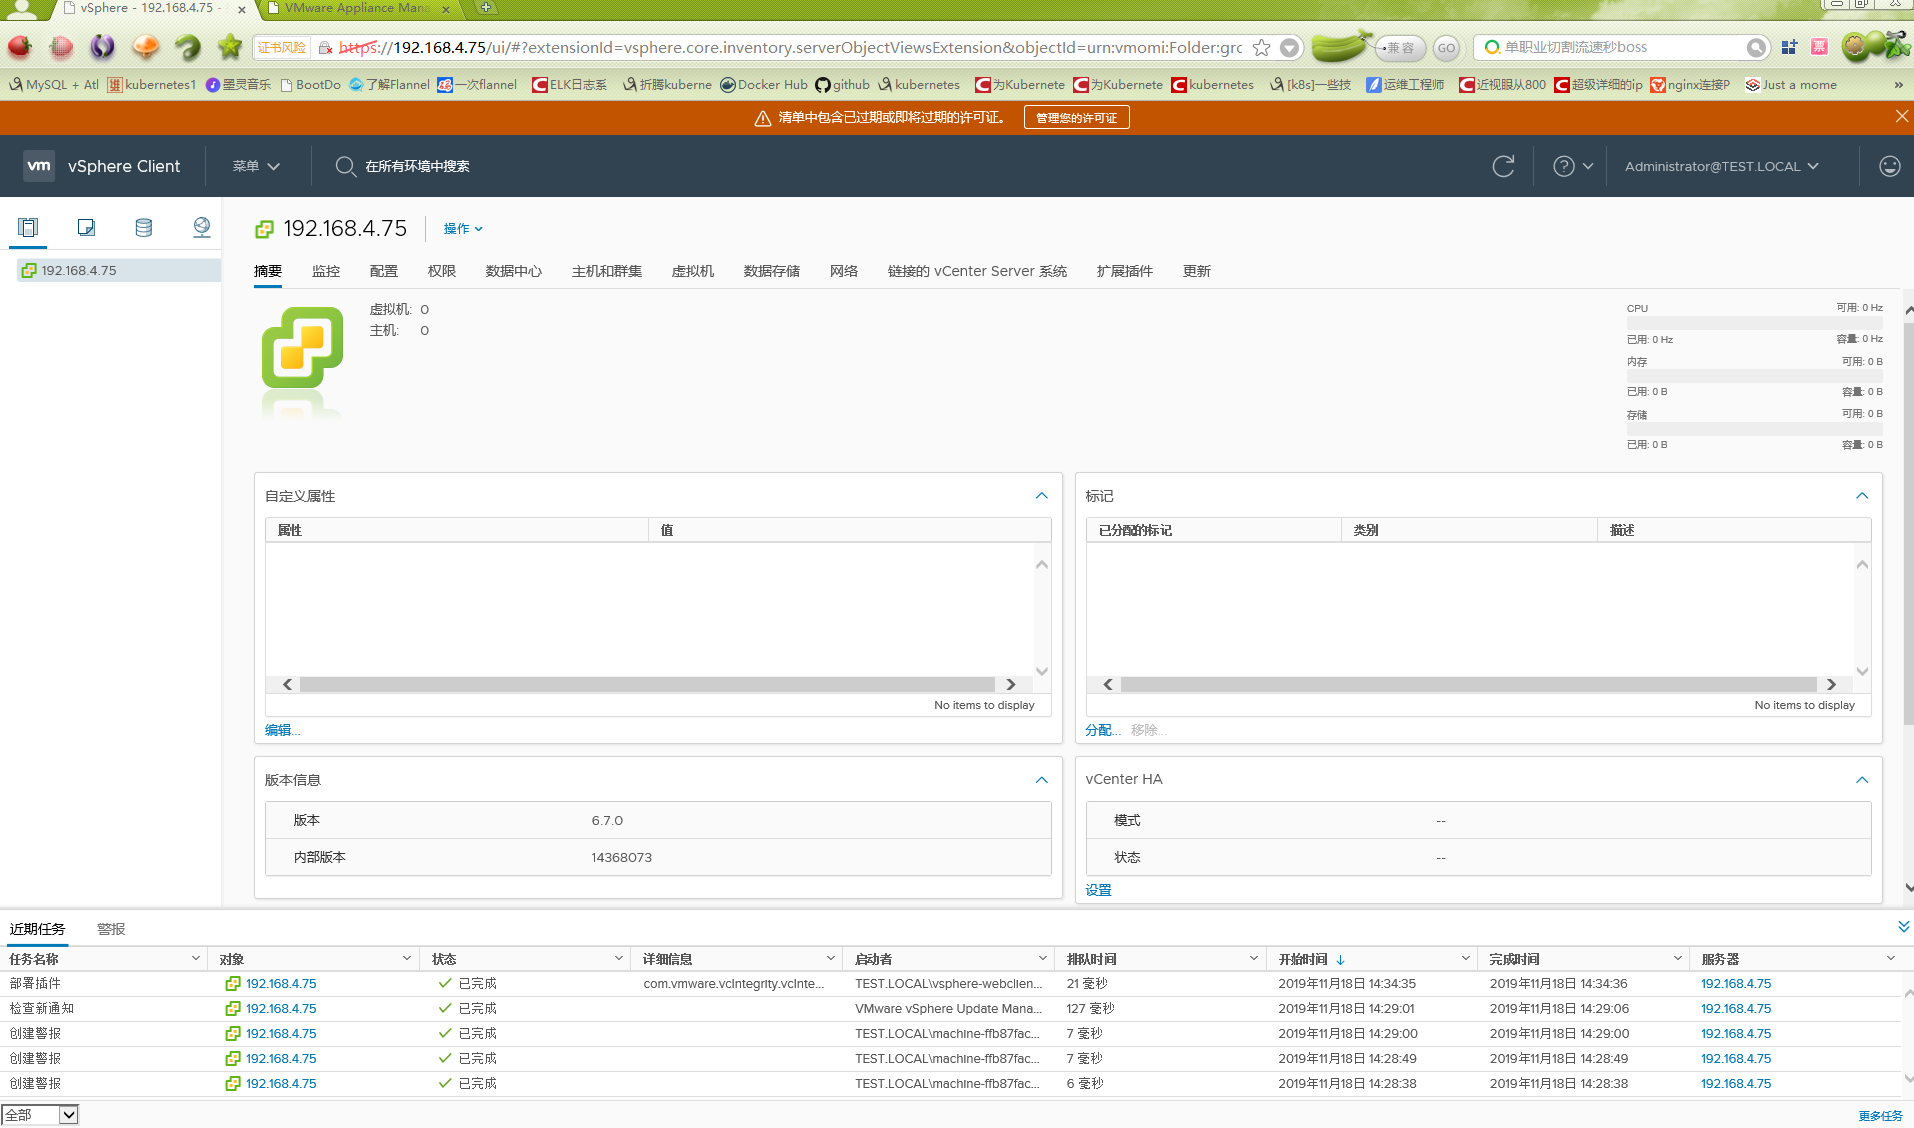 vSphere - 192.168.4.75 -
VMware Appliance Mana
证书风险
https://192.168.4.75/ui/#?extensionId=vsphere.core.inventory.serverObjectViewsExtension&objectId=urn:vmomi:Folder:grc
兼容
GO
单职业切割流速秒boss
票
MySQL + Atl
kubernetes1
墨灵音乐
BootDo
了解Flannel
一次flannel
ELK日志系
折腾kuberne
Docker Hub
github
kubernetes
为Kubernete
为Kubernete
kubernetes
[k8s]一些技
运维工程师
近视眼从800
超级详细的ip
nginx连接P
Just a mome
»
清单中包含已过期或即将过期的许可证。
管理您的许可证
vm
vSphere Client
菜单
在所有环境中搜索
Administrator@TEST.LOCAL
192.168.4.75
192.168.4.75
操作
摘要
监控
配置
权限
数据中心
主机和群集
虚拟机
数据存储
网络
链接的 vCenter Server 系统
扩展插件
更新
虚拟机: 0
主机: 0
CPU
可用: 0 Hz
已用: 0 Hz
容量: 0 Hz
内存
可用: 0 B
已用: 0 B
容量: 0 B
存储
可用: 0 B
已用: 0 B
容量: 0 B
自定义属性
属性
值
No items to display
编辑...
标记
已分配的标记
类别
描述
No items to display
分配...
移除...
版本信息
版本 6.7.0
内部版本 14368073
vCenter HA
模式 --
状态 --
设置
近期任务
警报
任务名称 对象 状态 详细信息 启动者 排队时间 开始时间 ↓ 完成时间 服务器
部署插件 192.168.4.75 已完成 com.vmware.vcIntegrity.vcInte... TEST.LOCAL\vsphere-webclien... 21 毫秒 2019年11月18日 14:34:35 2019年11月18日 14:34:36 192.168.4.75
检查新通知 192.168.4.75 已完成 VMware vSphere Update Mana... 127 毫秒 2019年11月18日 14:29:01 2019年11月18日 14:29:06 192.168.4.75
创建警报 192.168.4.75 已完成 TEST.LOCAL\machine-ffb87fac... 7 毫秒 2019年11月18日 14:29:00 2019年11月18日 14:29:00 192.168.4.75
创建警报 192.168.4.75 已完成 TEST.LOCAL\machine-ffb87fac... 7 毫秒 2019年11月18日 14:28:49 2019年11月18日 14:28:49 192.168.4.75
创建警报 192.168.4.75 已完成 TEST.LOCAL\machine-ffb87fac... 6 毫秒 2019年11月18日 14:28:38 2019年11月18日 14:28:38 192.168.4.75
全部
更多任务